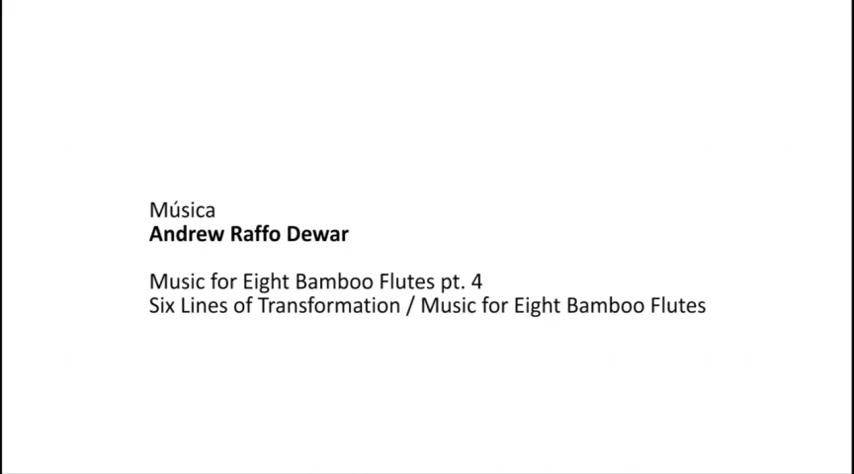 Música
Andrew Raffo Dewar
Music for Eight Bamboo Flutes pt. 4
Six Lines of Transformation / Music for Eight Bamboo Flutes